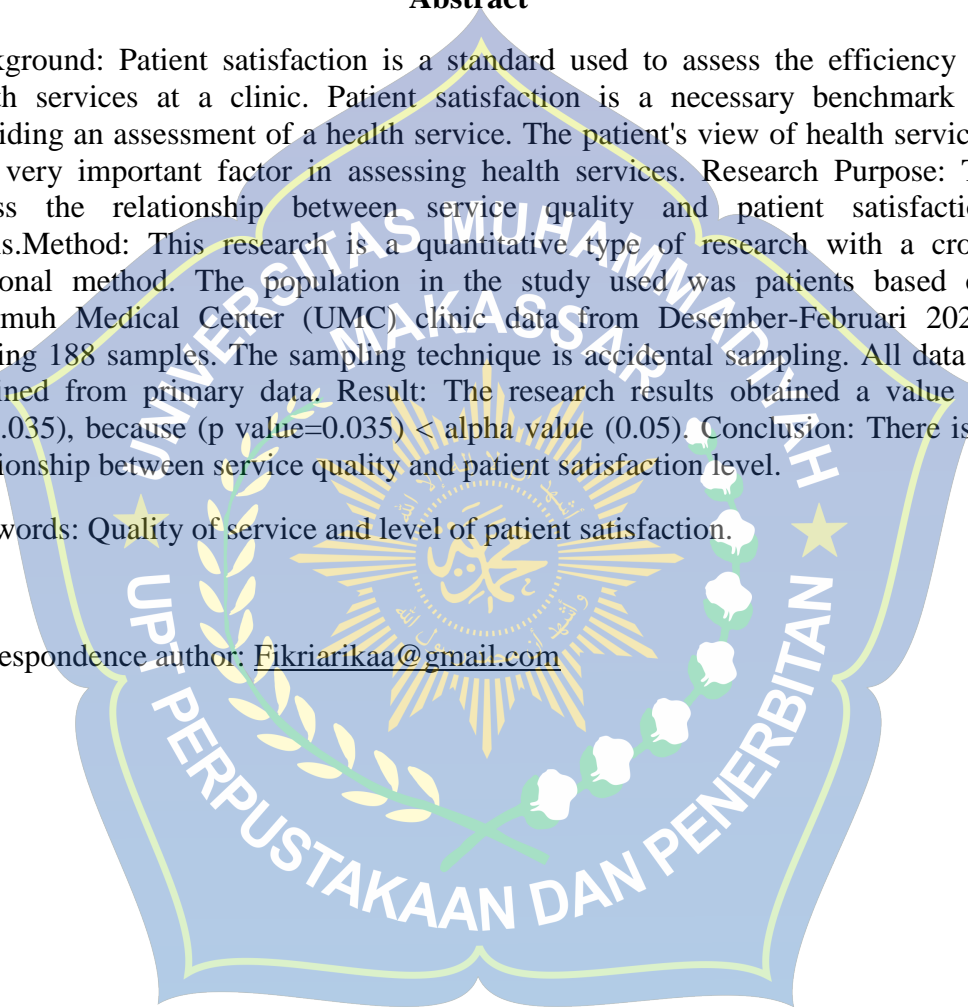 Abstract
kground: Patient satisfaction is a standard used to assess the efficiency
th services at a clinic. Patient satisfaction is a necessary benchmark
iding an assessment of a health service. The patient's view of health servic
very important factor in assessing health services. Research Purpose: T
ss the relationship between service quality and patient satisfactio
s.Method: This research is a quantitative type of research with a cro
onal method. The population in the study used was patients based
muh Medical Center (UMC) clinic data from Desember-Februari 202
ing 188 samples. The sampling technique is accidental sampling. All data
ined from primary data. Result: The research results obtained a value
.035), because (p value=0.035) < alpha value (0.05). Conclusion: There is
ionship between service quality and patient satisfaction level.
words: Quality of service and level of patient satisfaction.
espondence author: Fikriarikaa@gmail.com
UNIVERSITAS MUHAMMADIYAH
MAKASSAR
UPT PERPUSTAKAAN DAN PENERBITAN